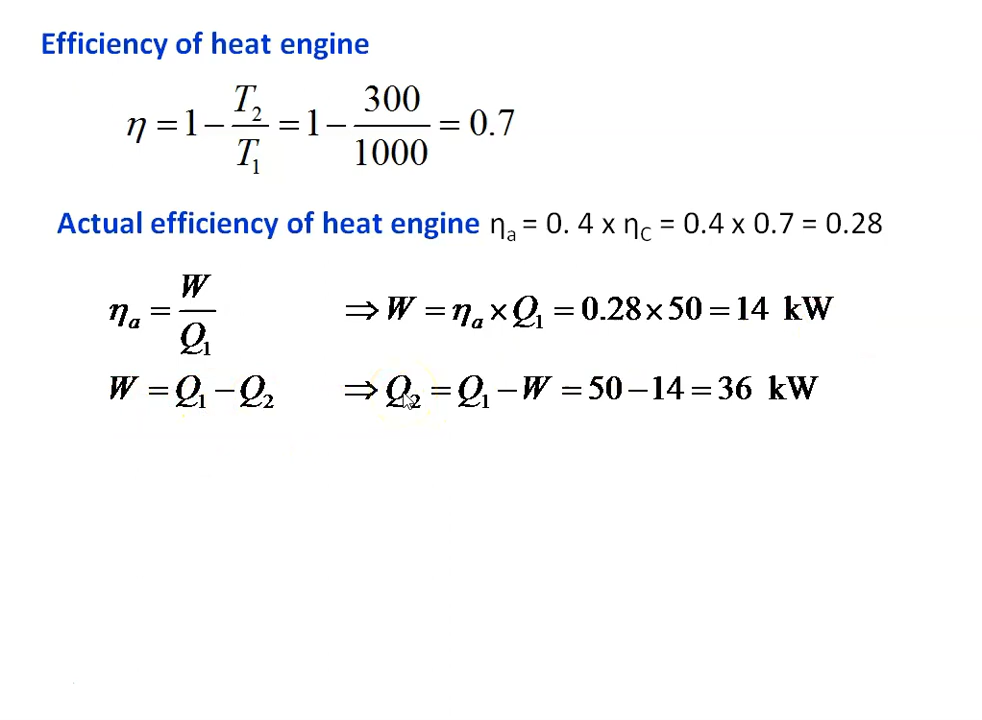 Efficiency of heat engine
η = 1 − T₂/T₁ = 1 − 300/1000 = 0.7
Actual efficiency of heat engine ηₐ = 0. 4 x η_C = 0.4 x 0.7 = 0.28
ηₐ = W/Q₁ ⇒ W = ηₐ × Q₁ = 0.28 × 50 = 14 kW
W = Q₁ − Q₂ ⇒ Q₂ = Q₁ − W = 50 − 14 = 36 kW